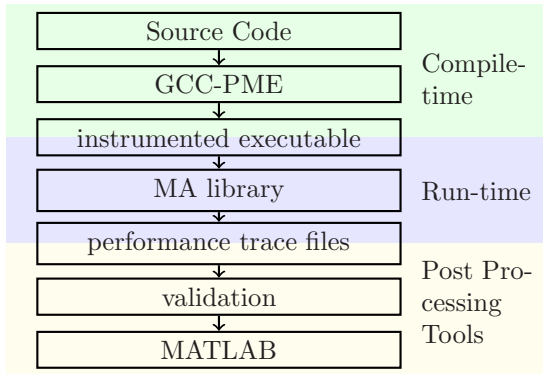 Source Code
GCC-PME
instrumented executable
MA library
performance trace files
validation
MATLAB
Compile-
time
Run-time
Post Pro-
cessing
Tools